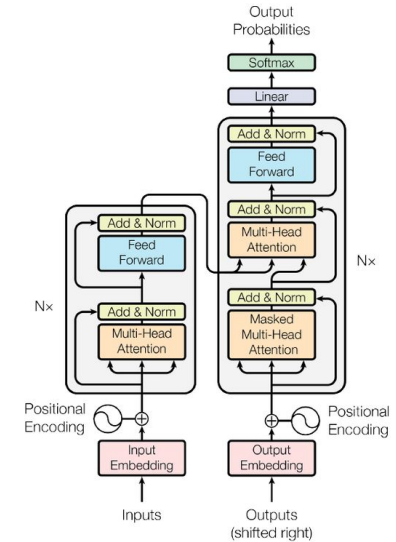 Output
Probabilities
Softmax
Linear
Add & Norm
Feed
Forward
Add & Norm
Multi-Head
Attention
Nx
Add & Norm
Masked
Multi-Head
Attention
Add & Norm
Feed
Forward
Nx
Add & Norm
Multi-Head
Attention
Positional
Encoding
Positional
Encoding
Input
Embedding
Output
Embedding
Inputs
Outputs
(shifted right)